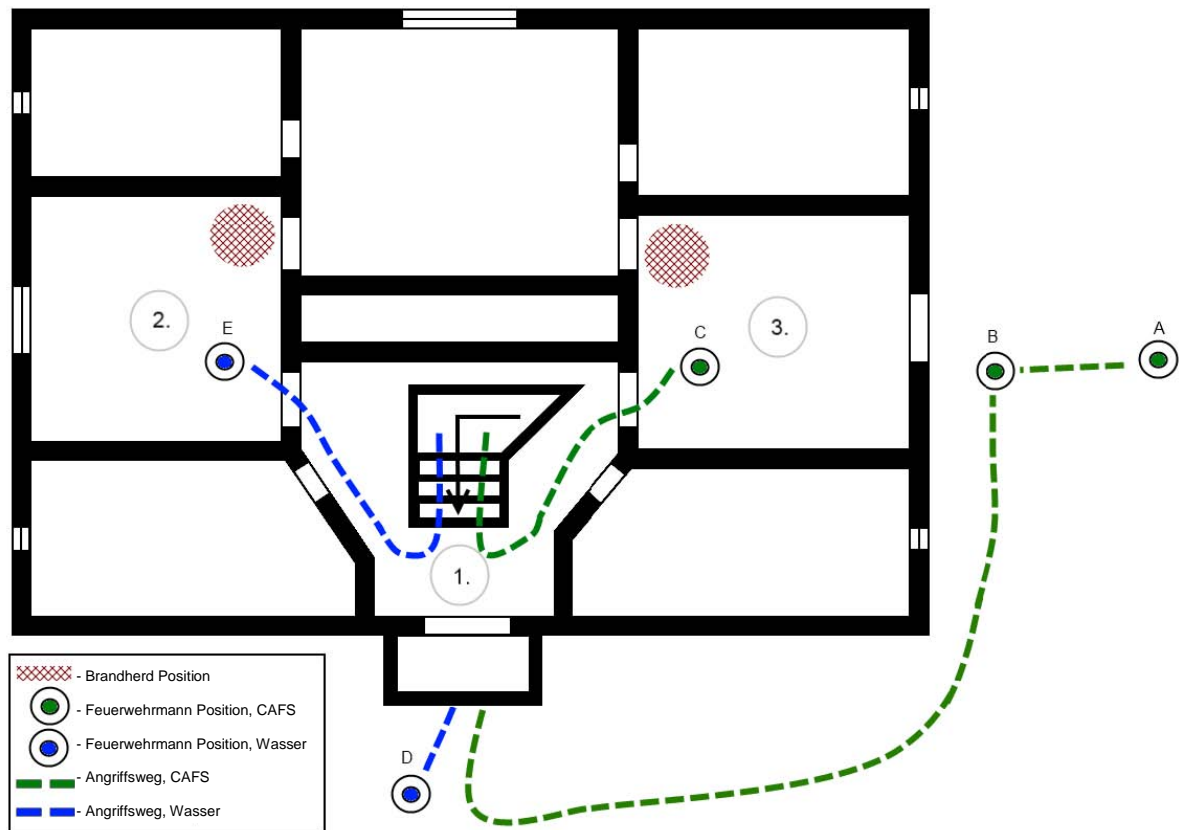 A
B
C
3.
E
2.
1.
D
- Brandherd Position
- Feuerwehrmann Position, CAFS
- Feuerwehrmann Position, Wasser
- Angriffsweg, CAFS
- Angriffsweg, Wasser